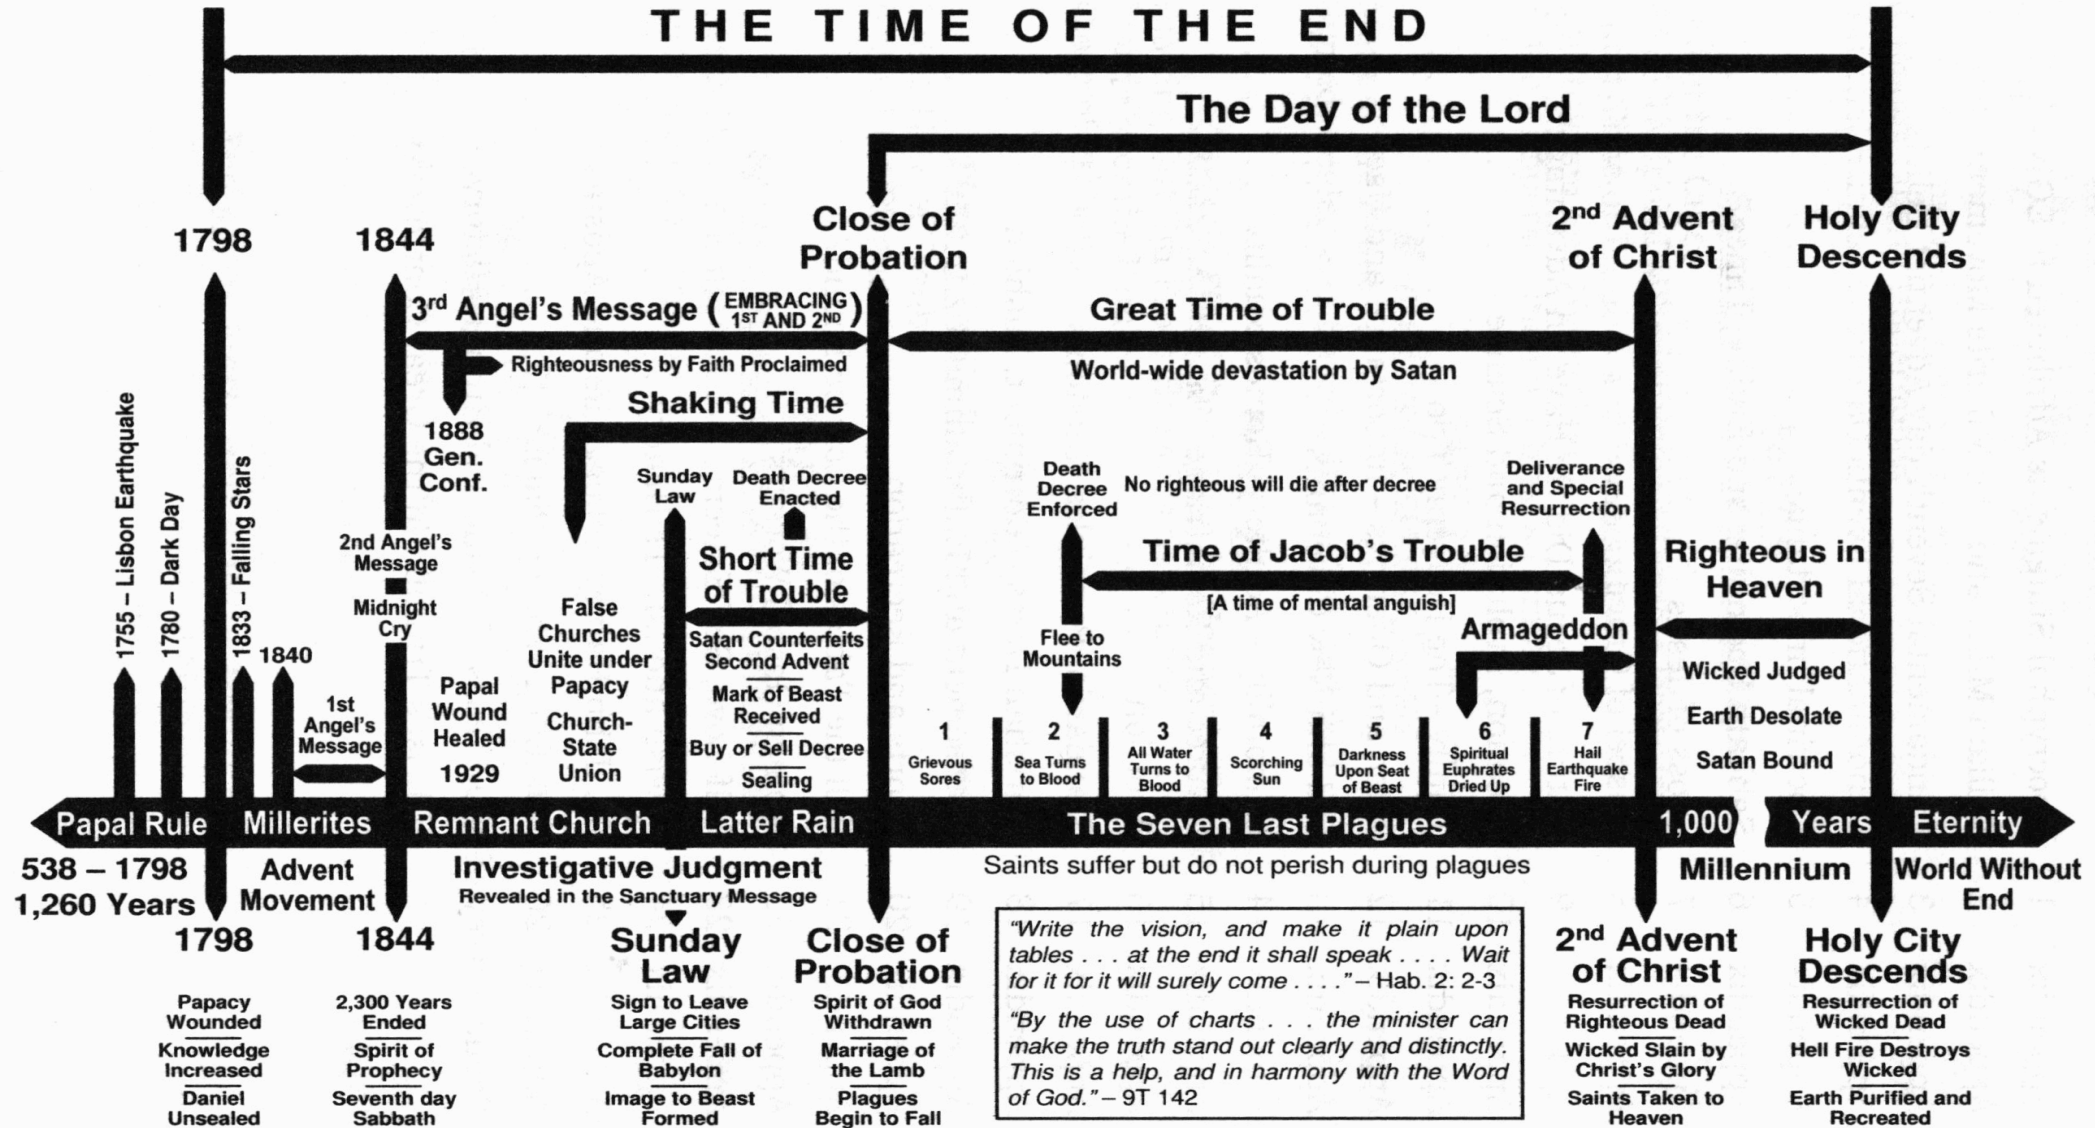 THE TIME OF THE END
The Day of the Lord
1798
1844
Close of
Probation
2nd Advent
of Christ
Holy City
Descends
3rd Angel's Message ( EMBRACING
1ST AND 2ND )
Righteousness by Faith Proclaimed
1888
Gen.
Conf.
Great Time of Trouble
World-wide devastation by Satan
Shaking Time
1755 – Lisbon Earthquake
1780 – Dark Day
1833 – Falling Stars
1840
1st
Angel's
Message
2nd Angel's
Message
Midnight
Cry
Papal
Wound
Healed
1929
False
Churches
Unite under
Papacy
Church-
State
Union
Sunday
Law
Death Decree
Enacted
Short Time
of Trouble
Satan Counterfeits
Second Advent
Mark of Beast
Received
Buy or Sell Decree
Sealing
Death
Decree
Enforced
No righteous will die after decree
Deliverance
and Special
Resurrection
Time of Jacob's Trouble
[A time of mental anguish]
Flee to
Mountains
Armageddon
Righteous in
Heaven
Wicked Judged
Earth Desolate
Satan Bound
1
Grievous
Sores
2
Sea Turns
to Blood
3
All Water
Turns to
Blood
4
Scorching
Sun
5
Darkness
Upon Seat
of Beast
6
Spiritual
Euphrates
Dried Up
7
Hail
Earthquake
Fire
Papal Rule
Millerites
Remnant Church
Latter Rain
The Seven Last Plagues
1,000
Years
Eternity
538 – 1798
1,260 Years
Advent
Movement
Investigative Judgment
Revealed in the Sanctuary Message
Saints suffer but do not perish during plagues
Millennium
World Without
End
1798
Papacy
Wounded
Knowledge
Increased
Daniel
Unsealed
1844
2,300 Years
Ended
Spirit of
Prophecy
Seventh day
Sabbath
Sunday
Law
Sign to Leave
Large Cities
Complete Fall of
Babylon
Image to Beast
Formed
Close of
Probation
Spirit of God
Withdrawn
Marriage of
the Lamb
Plagues
Begin to Fall
"Write the vision, and make it plain upon
tables . . . at the end it shall speak . . . . Wait
for it for it will surely come . . . ." – Hab. 2: 2-3
"By the use of charts . . . the minister can
make the truth stand out clearly and distinctly.
This is a help, and in harmony with the Word
of God." – 9T 142
2nd Advent
of Christ
Resurrection of
Righteous Dead
Wicked Slain by
Christ's Glory
Saints Taken to
Heaven
Holy City
Descends
Resurrection of
Wicked Dead
Hell Fire Destroys
Wicked
Earth Purified and
Recreated